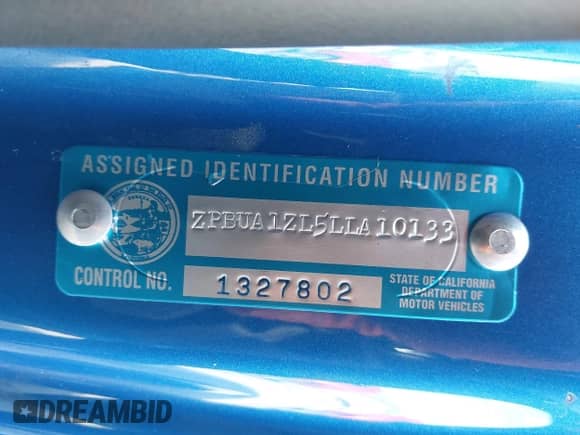 ASSIGNED IDENTIFICATION NUMBER
ZPBUA1ZL5LLA10133
CONTROL NO. 1327802
STATE OF CALIFORNIA
DEPARTMENT OF
MOTOR VEHICLES
DREAMBID